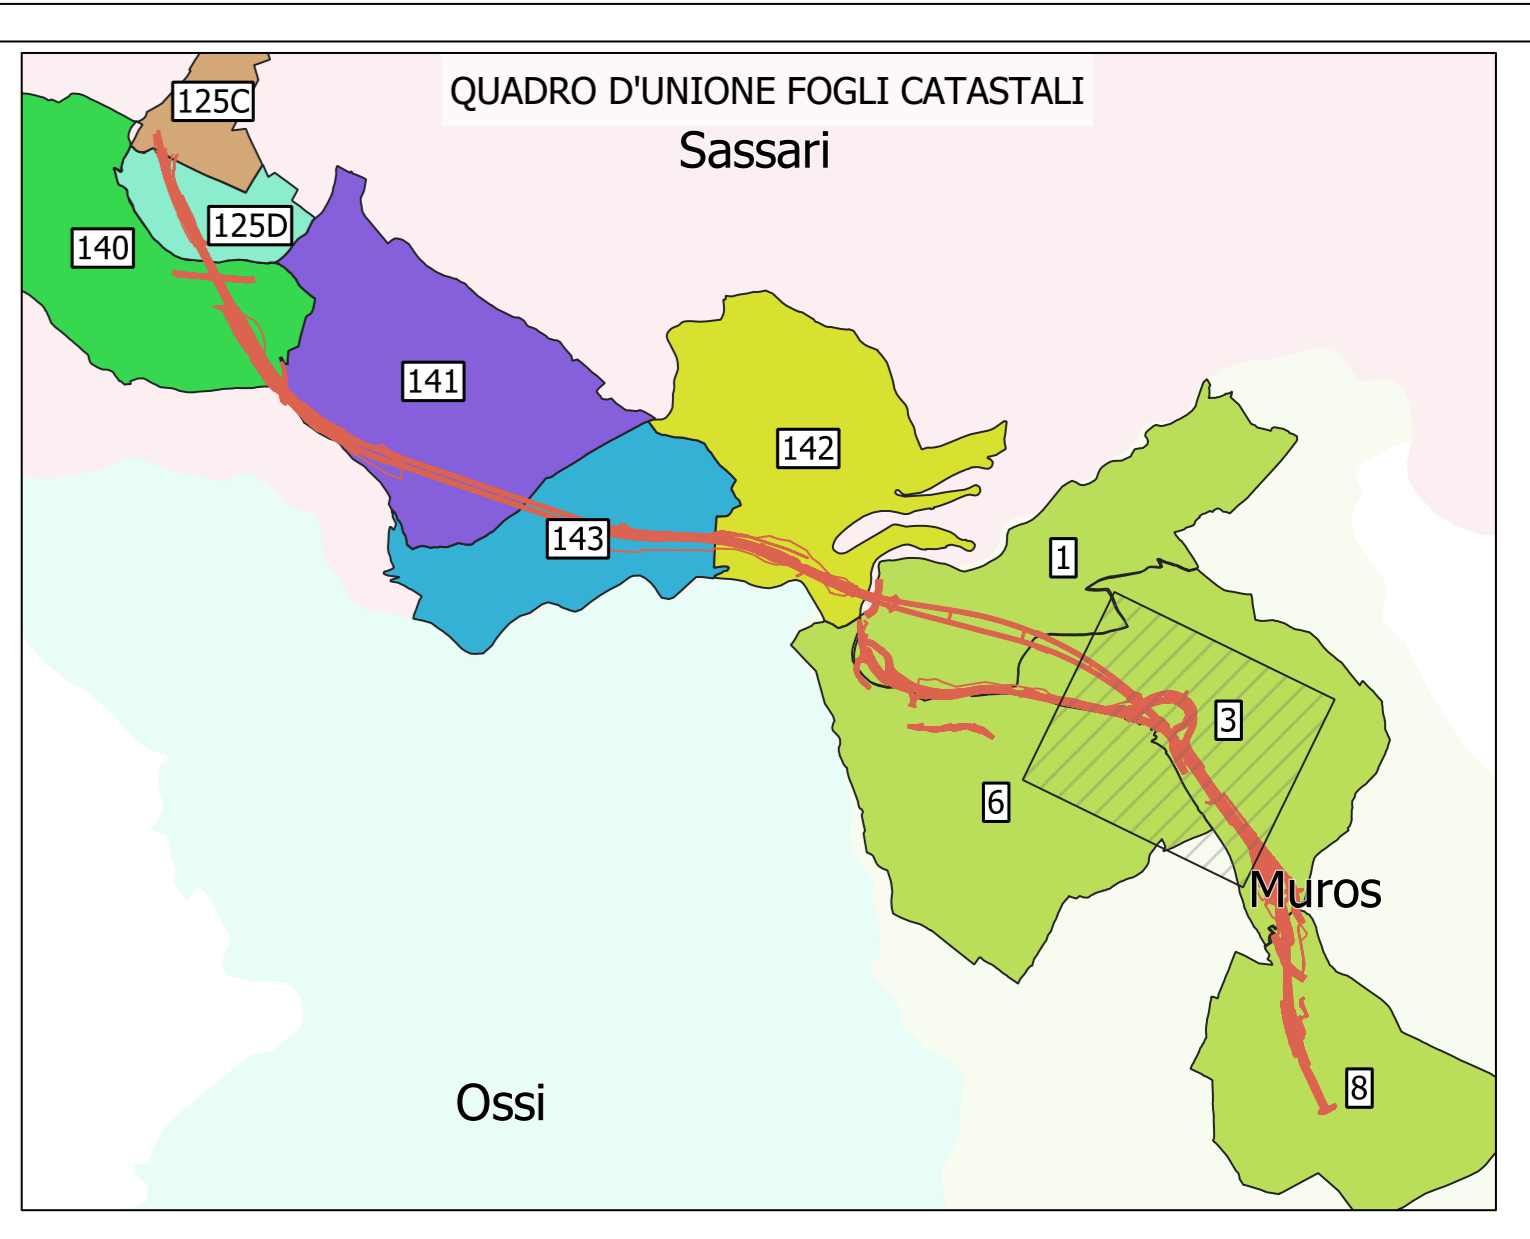 QUADRO D'UNIONE FOGLI CATASTALI
125C
Sassari
125D
140
141
142
143
1
3
6
Muros
8
Ossi